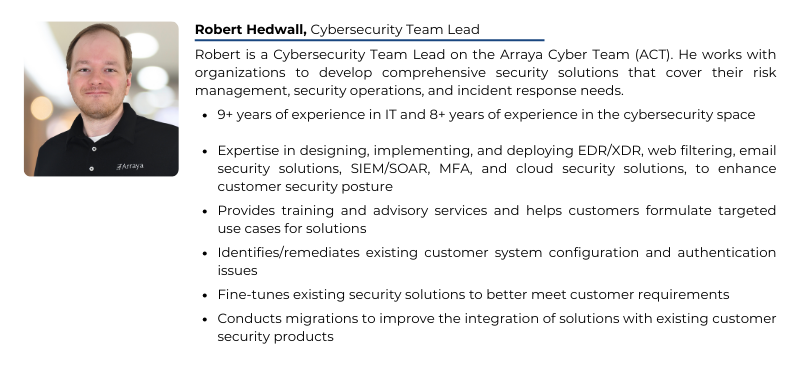 Robert Hedwall, Cybersecurity Team Lead
Robert is a Cybersecurity Team Lead on the Arraya Cyber Team (ACT). He works with
organizations to develop comprehensive security solutions that cover their risk
management, security operations, and incident response needs.
• 9+ years of experience in IT and 8+ years of experience in the cybersecurity space
• Expertise in designing, implementing, and deploying EDR/XDR, web filtering, email
security solutions, SIEM/SOAR, MFA, and cloud security solutions, to enhance
customer security posture
• Provides training and advisory services and helps customers formulate targeted
use cases for solutions
• Identifies/remediates existing customer system configuration and authentication
issues
• Fine-tunes existing security solutions to better meet customer requirements
• Conducts migrations to improve the integration of solutions with existing customer
security products
Arraya